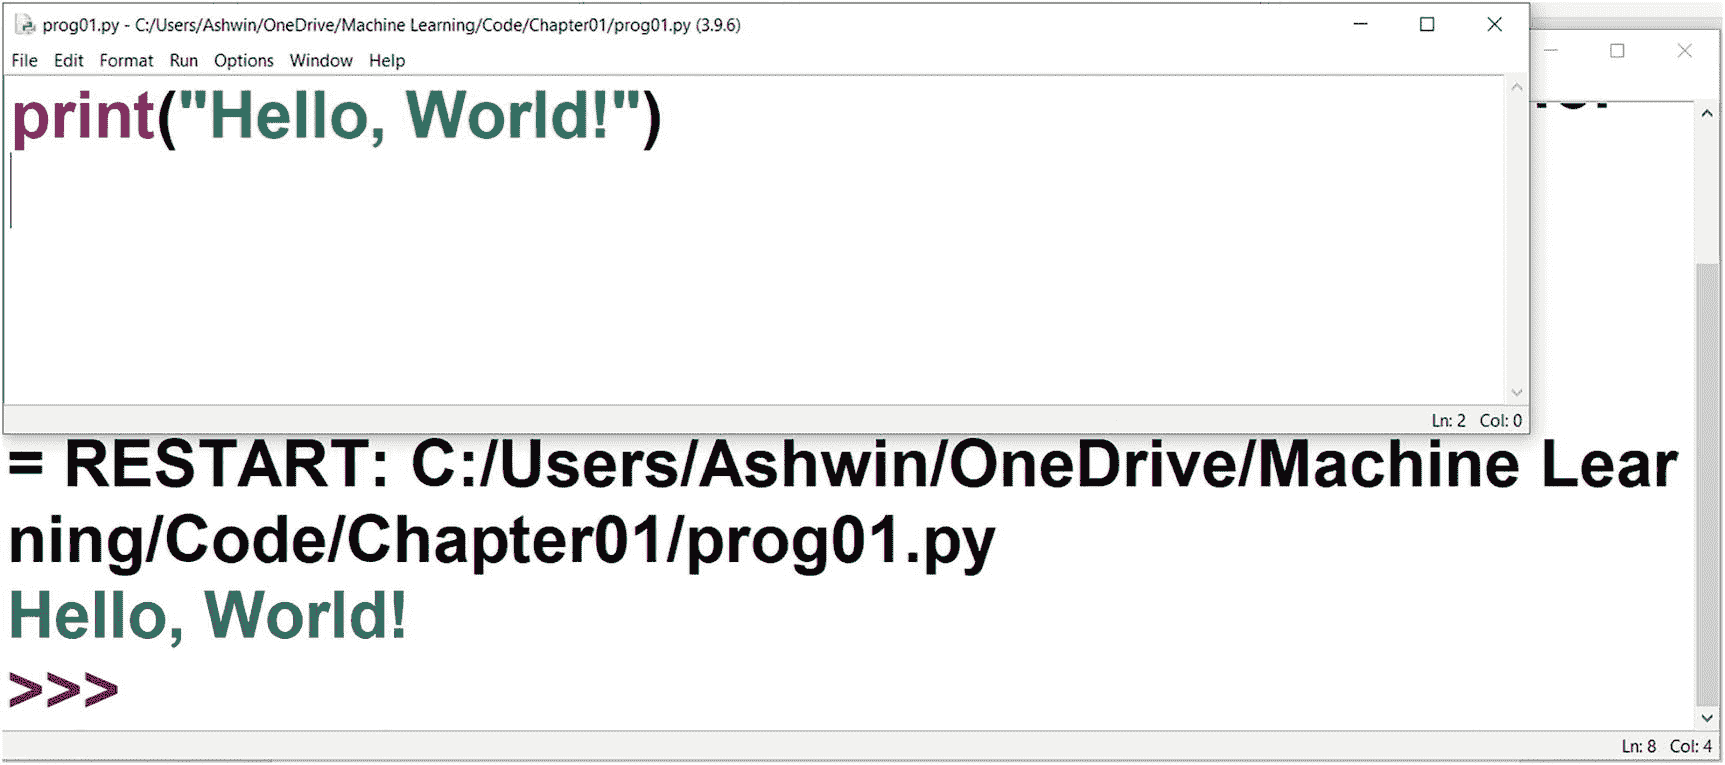 prog01.py - C:/Users/Ashwin/OneDrive/Machine Learning/Code/Chapter01/prog01.py (3.9.6)
File Edit Format Run Options Window Help
print("Hello, World!")
Ln: 2 Col: 0
= RESTART: C:/Users/Ashwin/OneDrive/Machine Lear
ning/Code/Chapter01/prog01.py
Hello, World!
>>>
Ln: 8 Col: 4